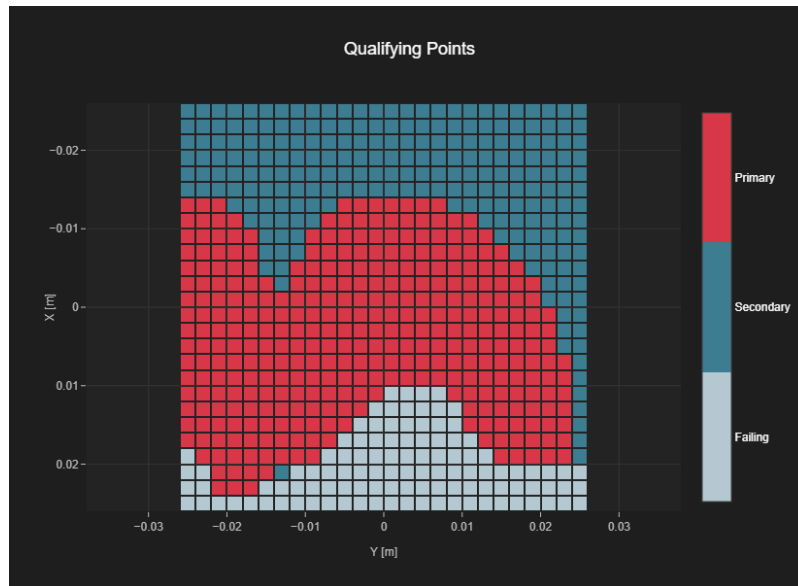 Qualifying Points
−0.02
−0.01
0
0.01
0.02
X [m]
−0.03
−0.02
−0.01
0
0.01
0.02
0.03
Y [m]
Primary
Secondary
Failing